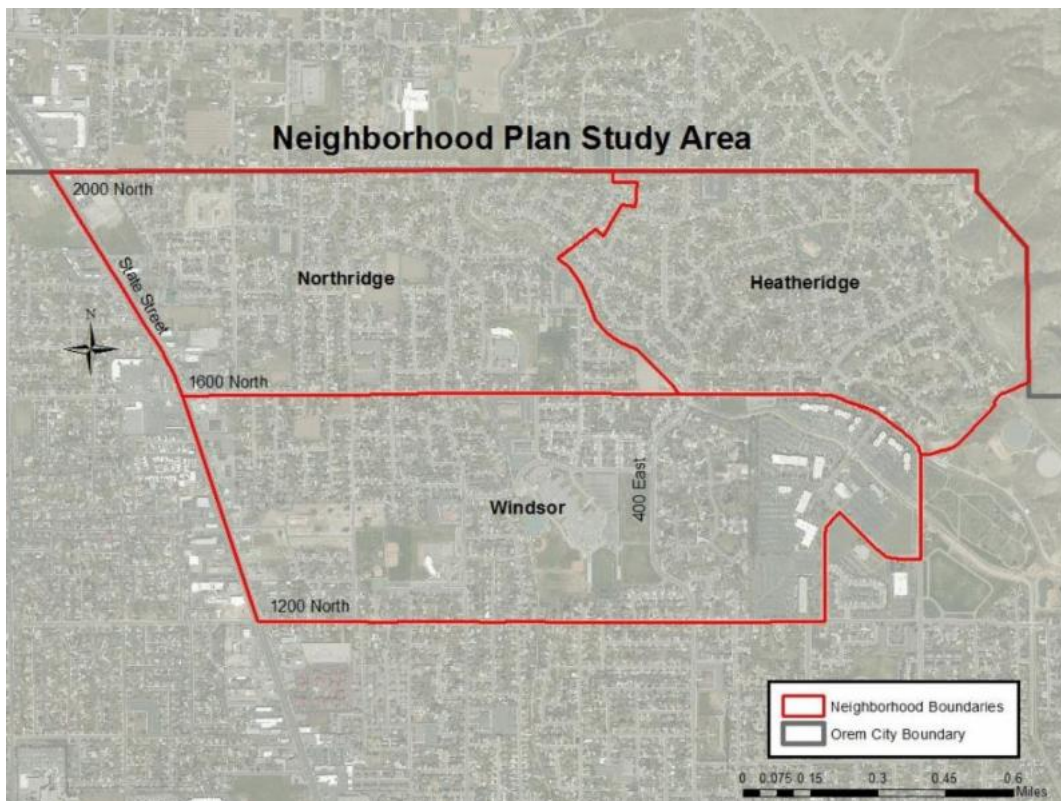 Neighborhood Plan Study Area
2000 North
State Street
Northridge
Heatheridge
N
1600 North
400 East
Windsor
1200 North
Neighborhood Boundaries
Orem City Boundary
0 0.075 0.15 0.3 0.45 0.6
Miles